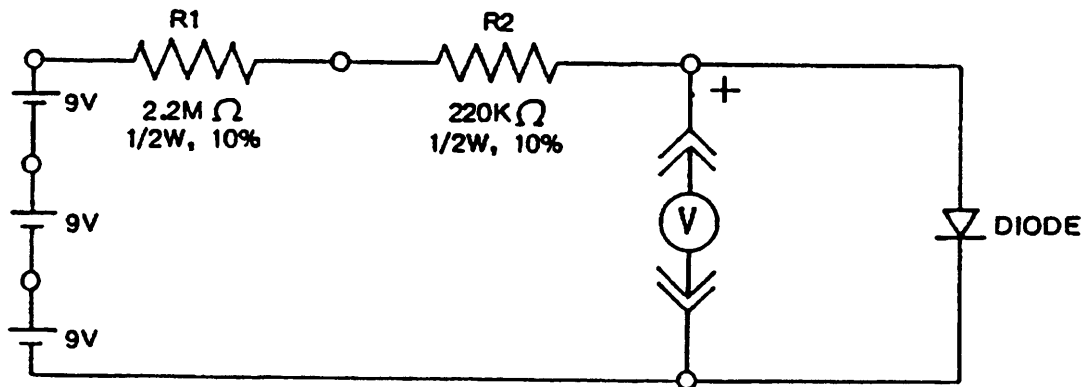 R1
2.2M Ω
1/2W, 10%
R2
220K Ω
1/2W, 10%
9V
9V
9V
+
V
DIODE